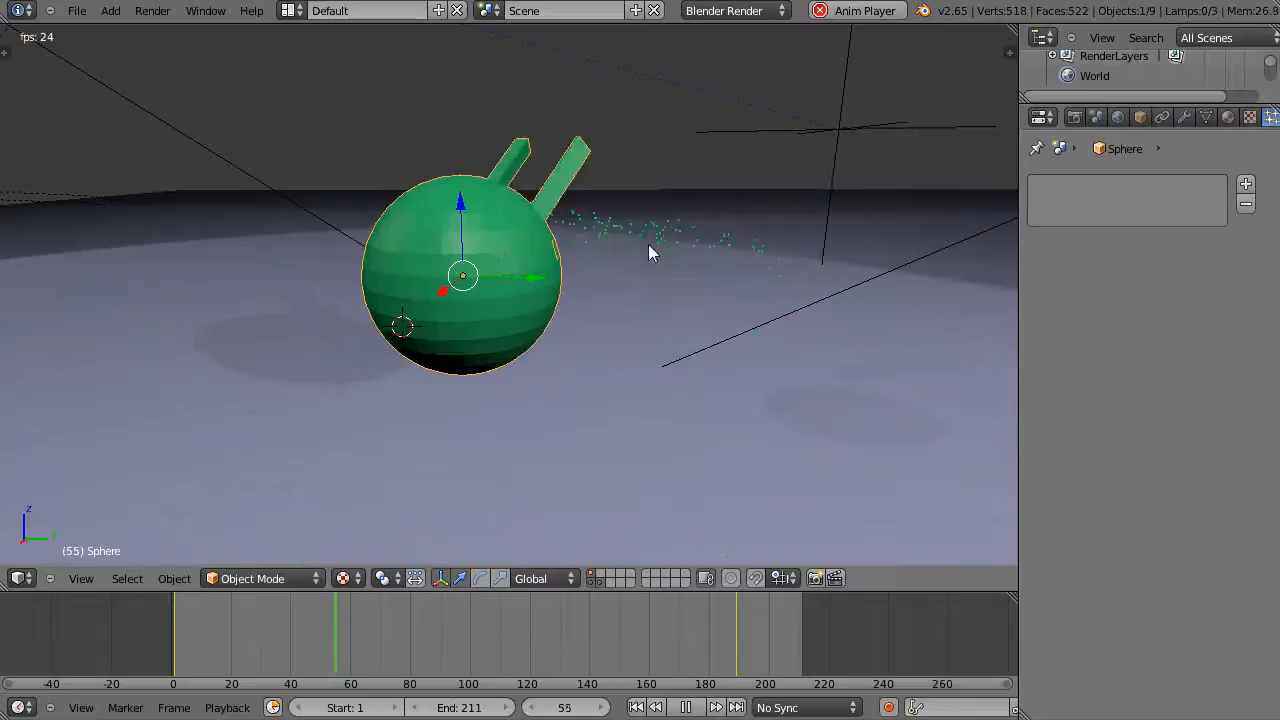 File Add Render Window Help Default Scene Blender Render Anim Player v2.65 | Verts:518 | Faces:522 | Objects:1/9 | Lamps:0/3 | Mem:26.8
fps: 24
View Search All Scenes
RenderLayers
World
Sphere
z
(55) Sphere
View Select Object Object Mode Global
-40 -20 0 20 40 60 80 100 120 140 160 180 200 220 240 260
View Marker Frame Playback Start: 1 End: 211 55 No Sync